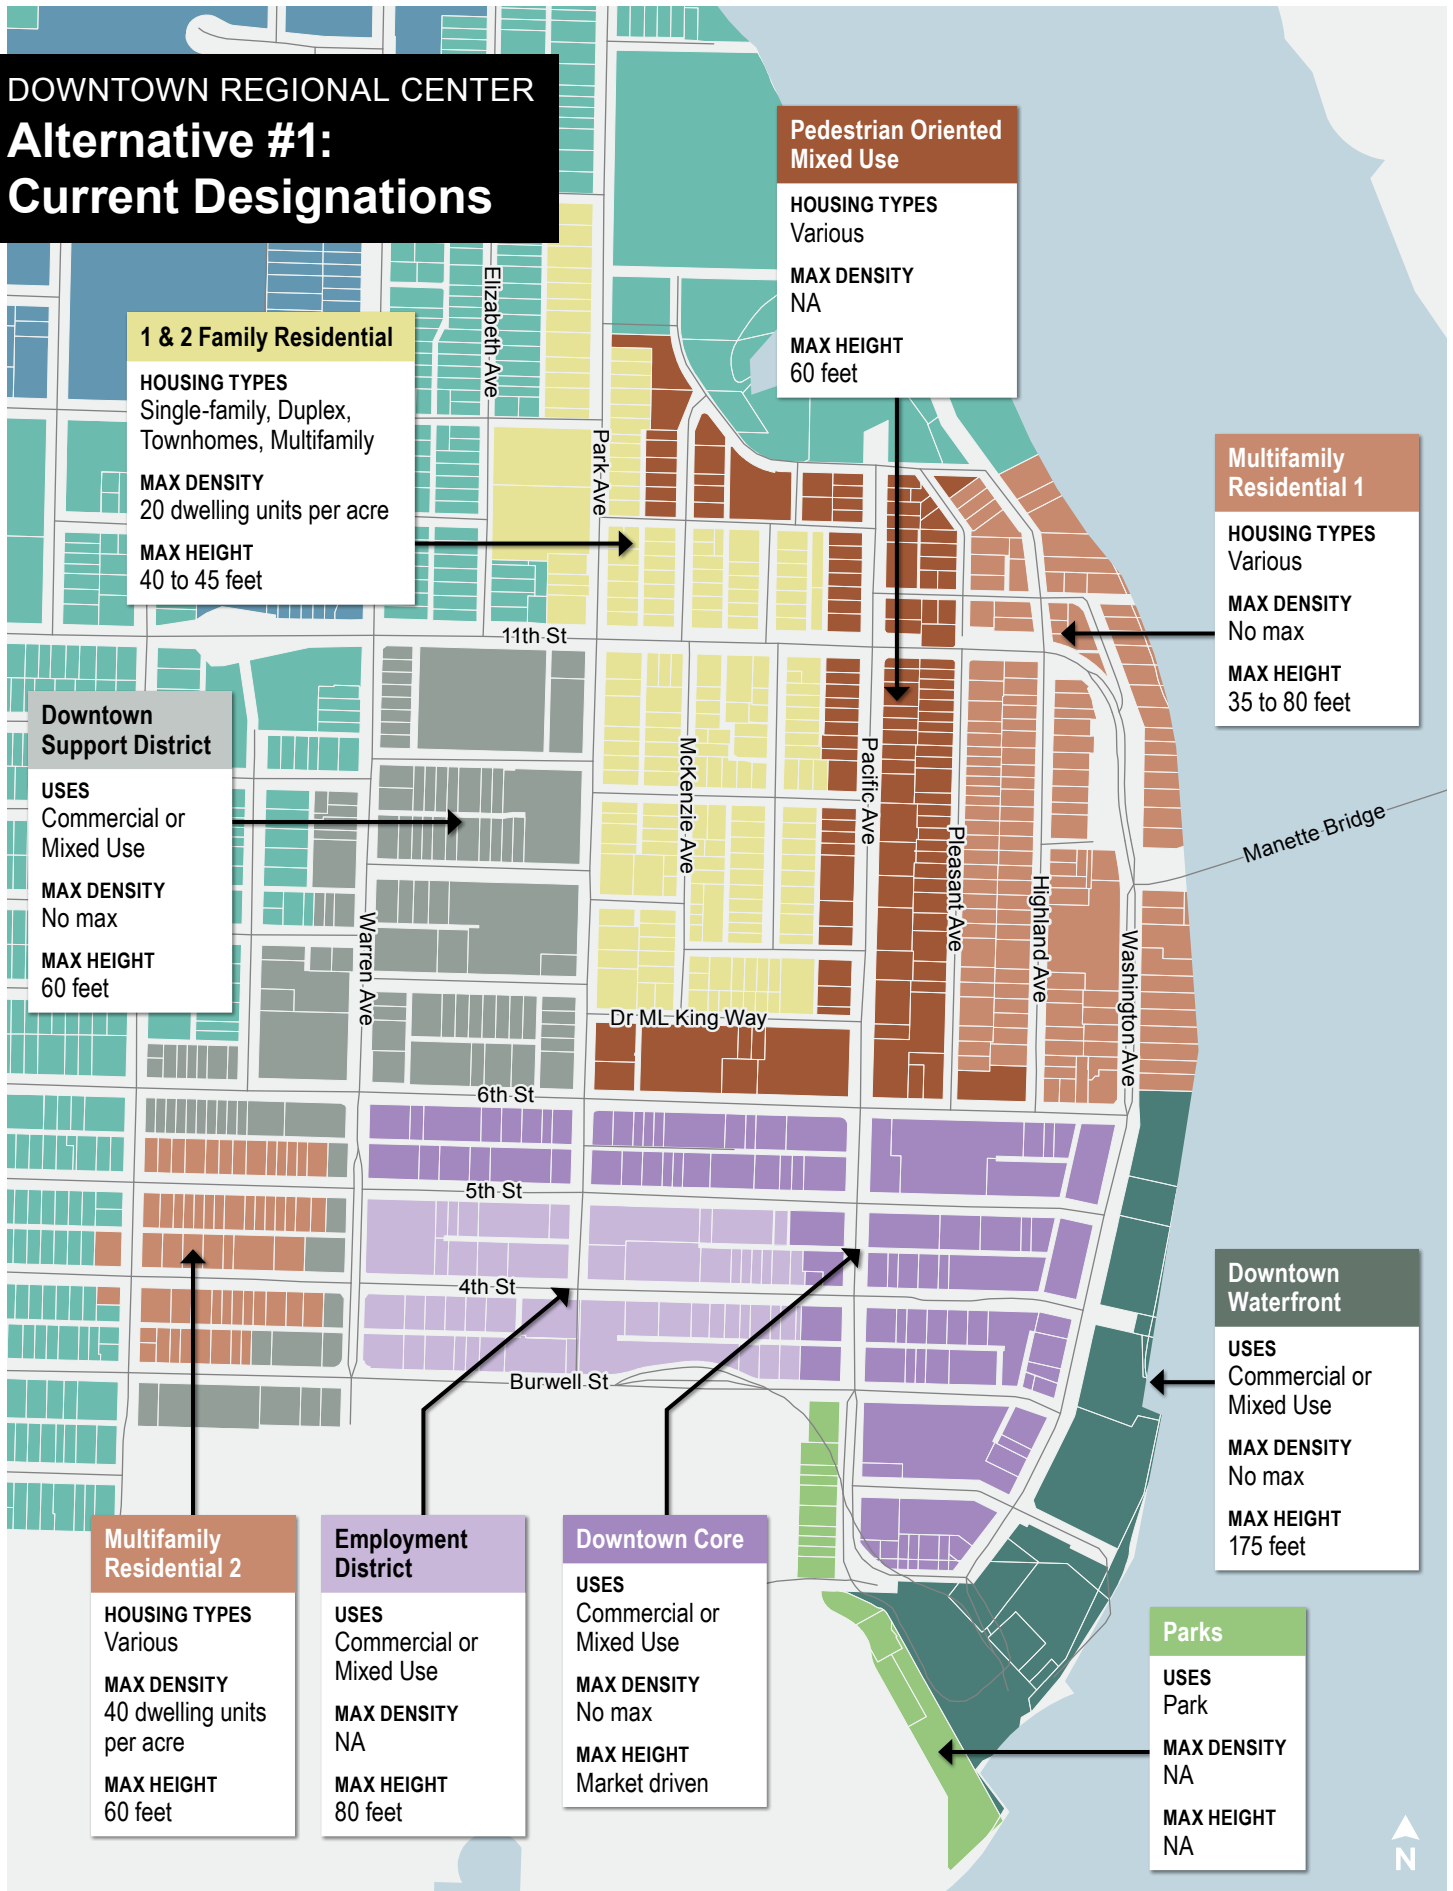 DOWNTOWN REGIONAL CENTER
Alternative #1:
Current Designations
Pedestrian Oriented
Mixed Use
HOUSING TYPES
Various
MAX DENSITY
NA
MAX HEIGHT
60 feet
1 & 2 Family Residential
HOUSING TYPES
Single-family, Duplex,
Townhomes, Multifamily
MAX DENSITY
20 dwelling units per acre
MAX HEIGHT
40 to 45 feet
Multifamily
Residential 1
HOUSING TYPES
Various
MAX DENSITY
No max
MAX HEIGHT
35 to 80 feet
Downtown
Support District
USES
Commercial or
Mixed Use
MAX DENSITY
No max
MAX HEIGHT
60 feet
Elizabeth Ave
Park Ave
11th St
McKenzie Ave
Pacific Ave
Pleasant Ave
Highland Ave
Washington Ave
Manette Bridge
Warren Ave
Dr ML King Way
6th St
5th St
4th St
Burwell St
Downtown
Waterfront
USES
Commercial or
Mixed Use
MAX DENSITY
No max
MAX HEIGHT
175 feet
Multifamily
Residential 2
HOUSING TYPES
Various
MAX DENSITY
40 dwelling units
per acre
MAX HEIGHT
60 feet
Employment
District
USES
Commercial or
Mixed Use
MAX DENSITY
NA
MAX HEIGHT
80 feet
Downtown Core
USES
Commercial or
Mixed Use
MAX DENSITY
No max
MAX HEIGHT
Market driven
Parks
USES
Park
MAX DENSITY
NA
MAX HEIGHT
NA
N